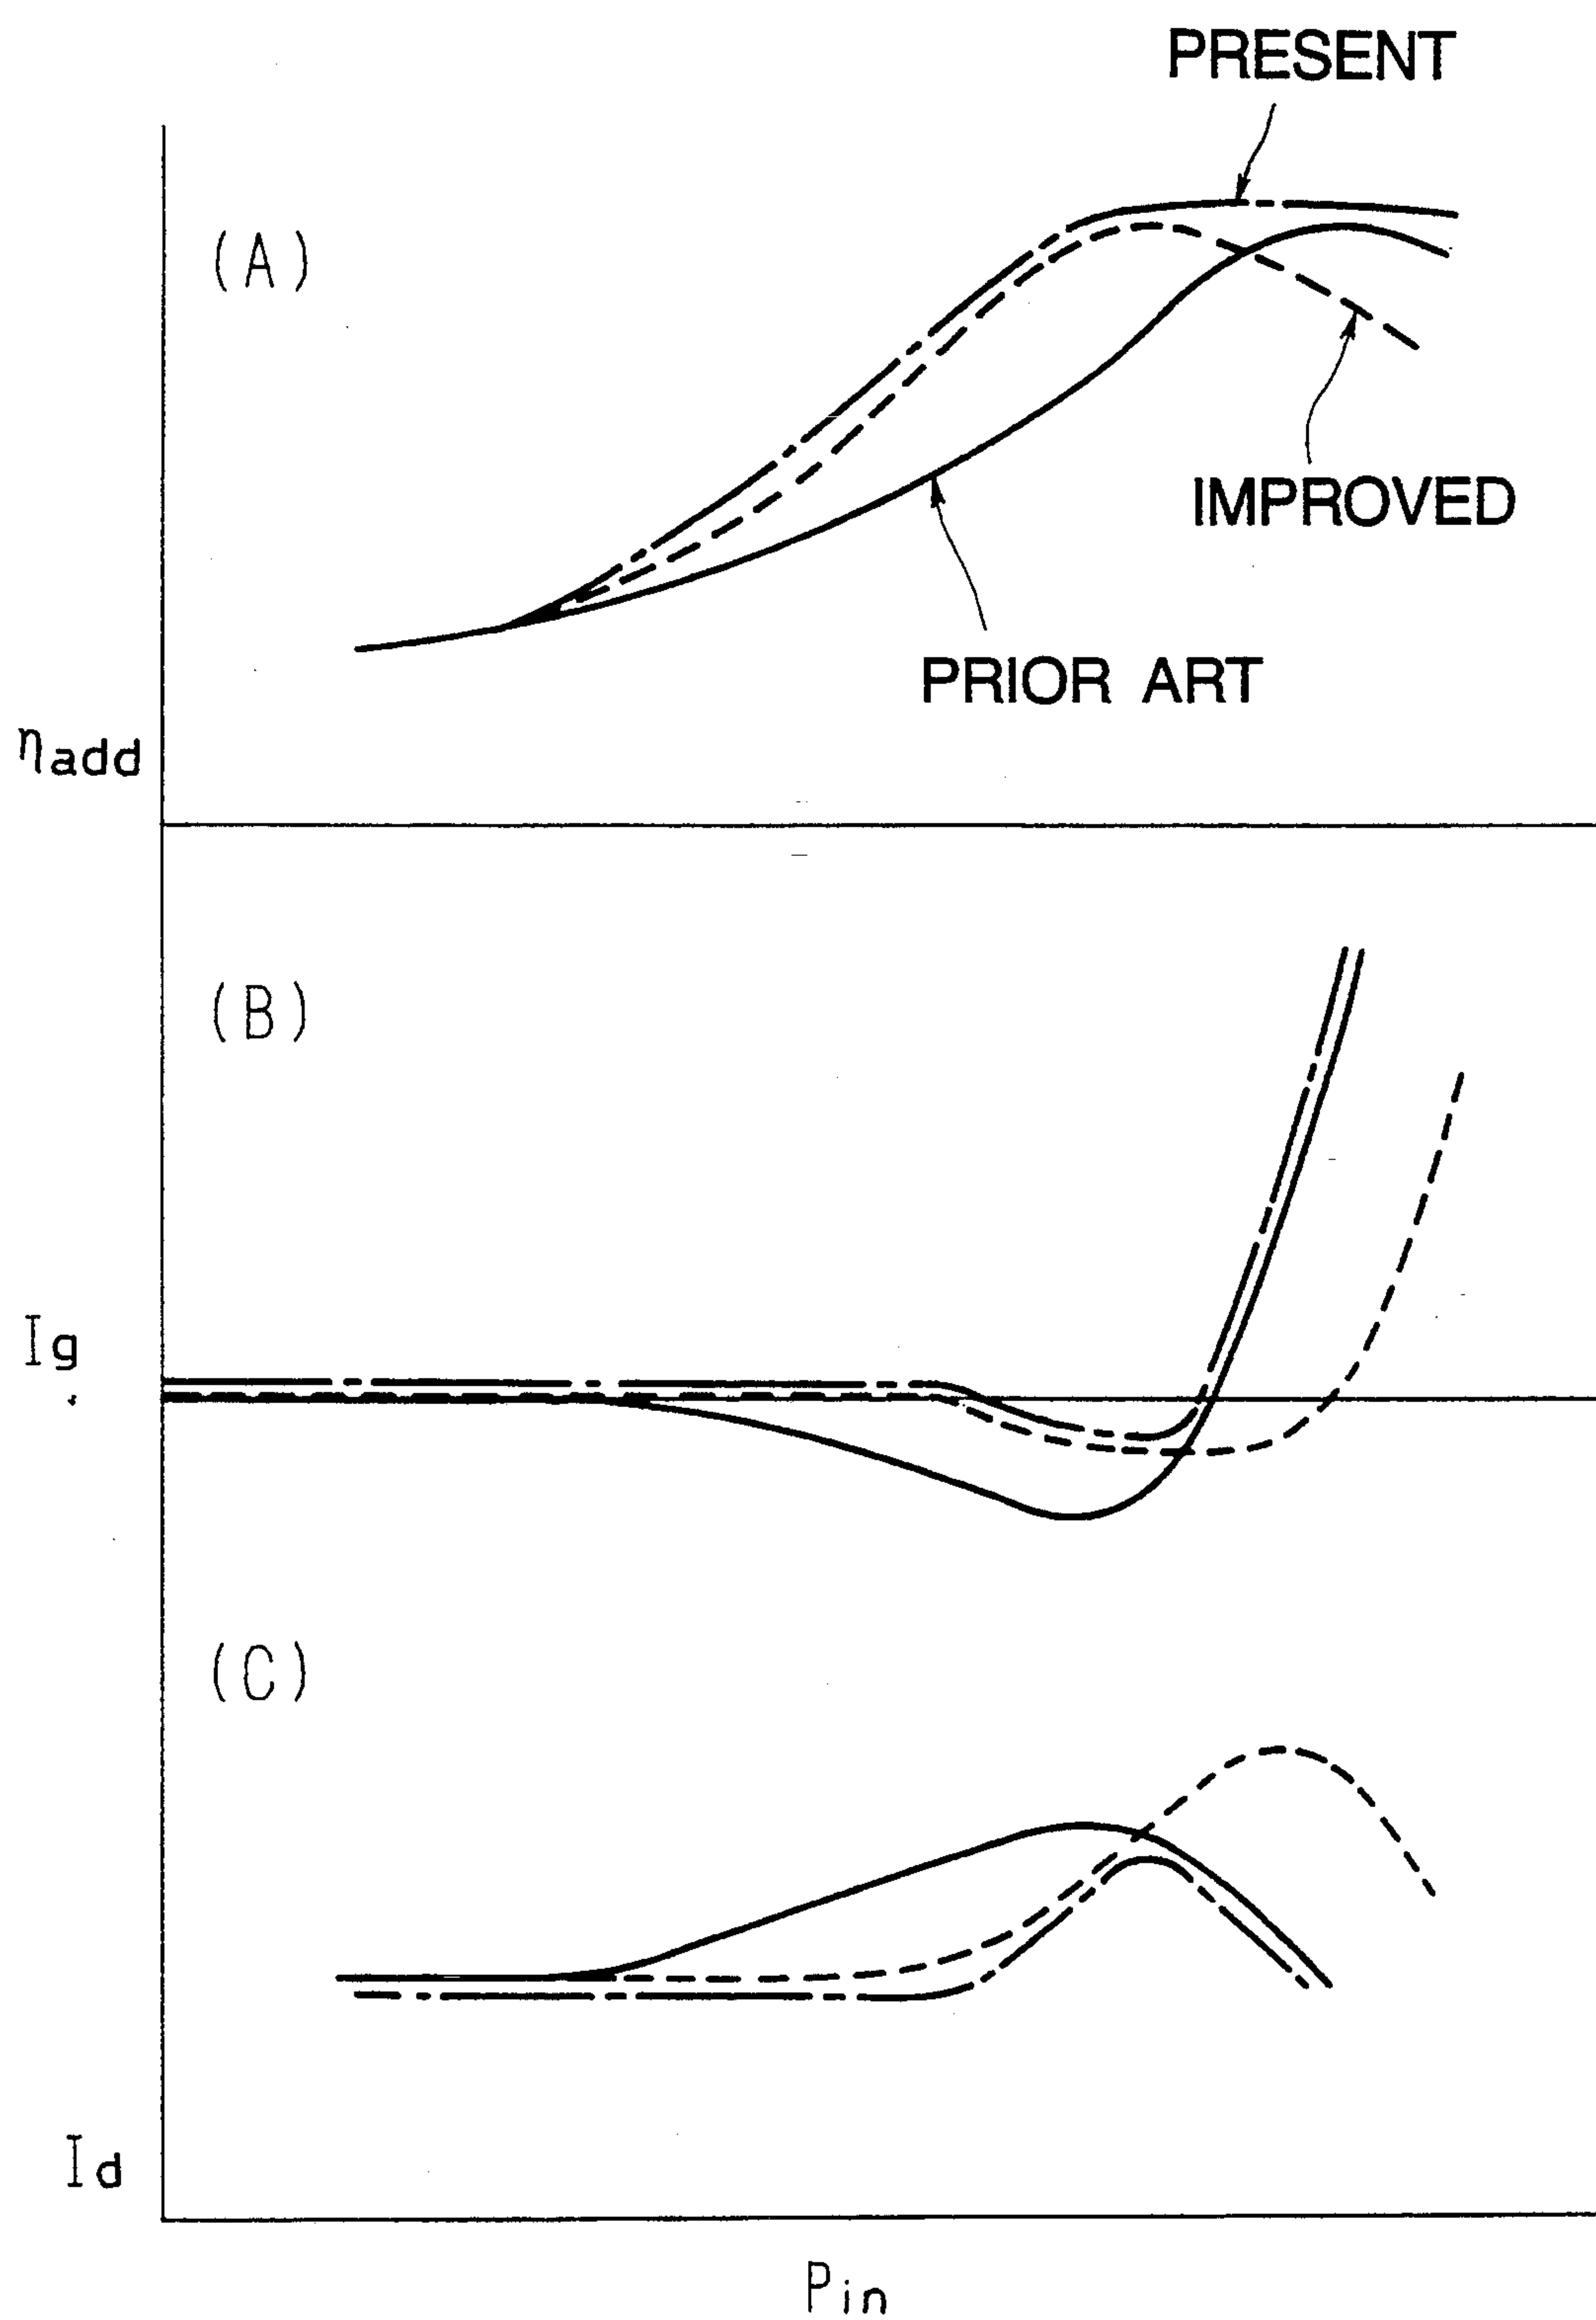 PRESENT
(A)
IMPROVED
PRIOR ART
ηadd
(B)
Ig
(C)
Id
Pin